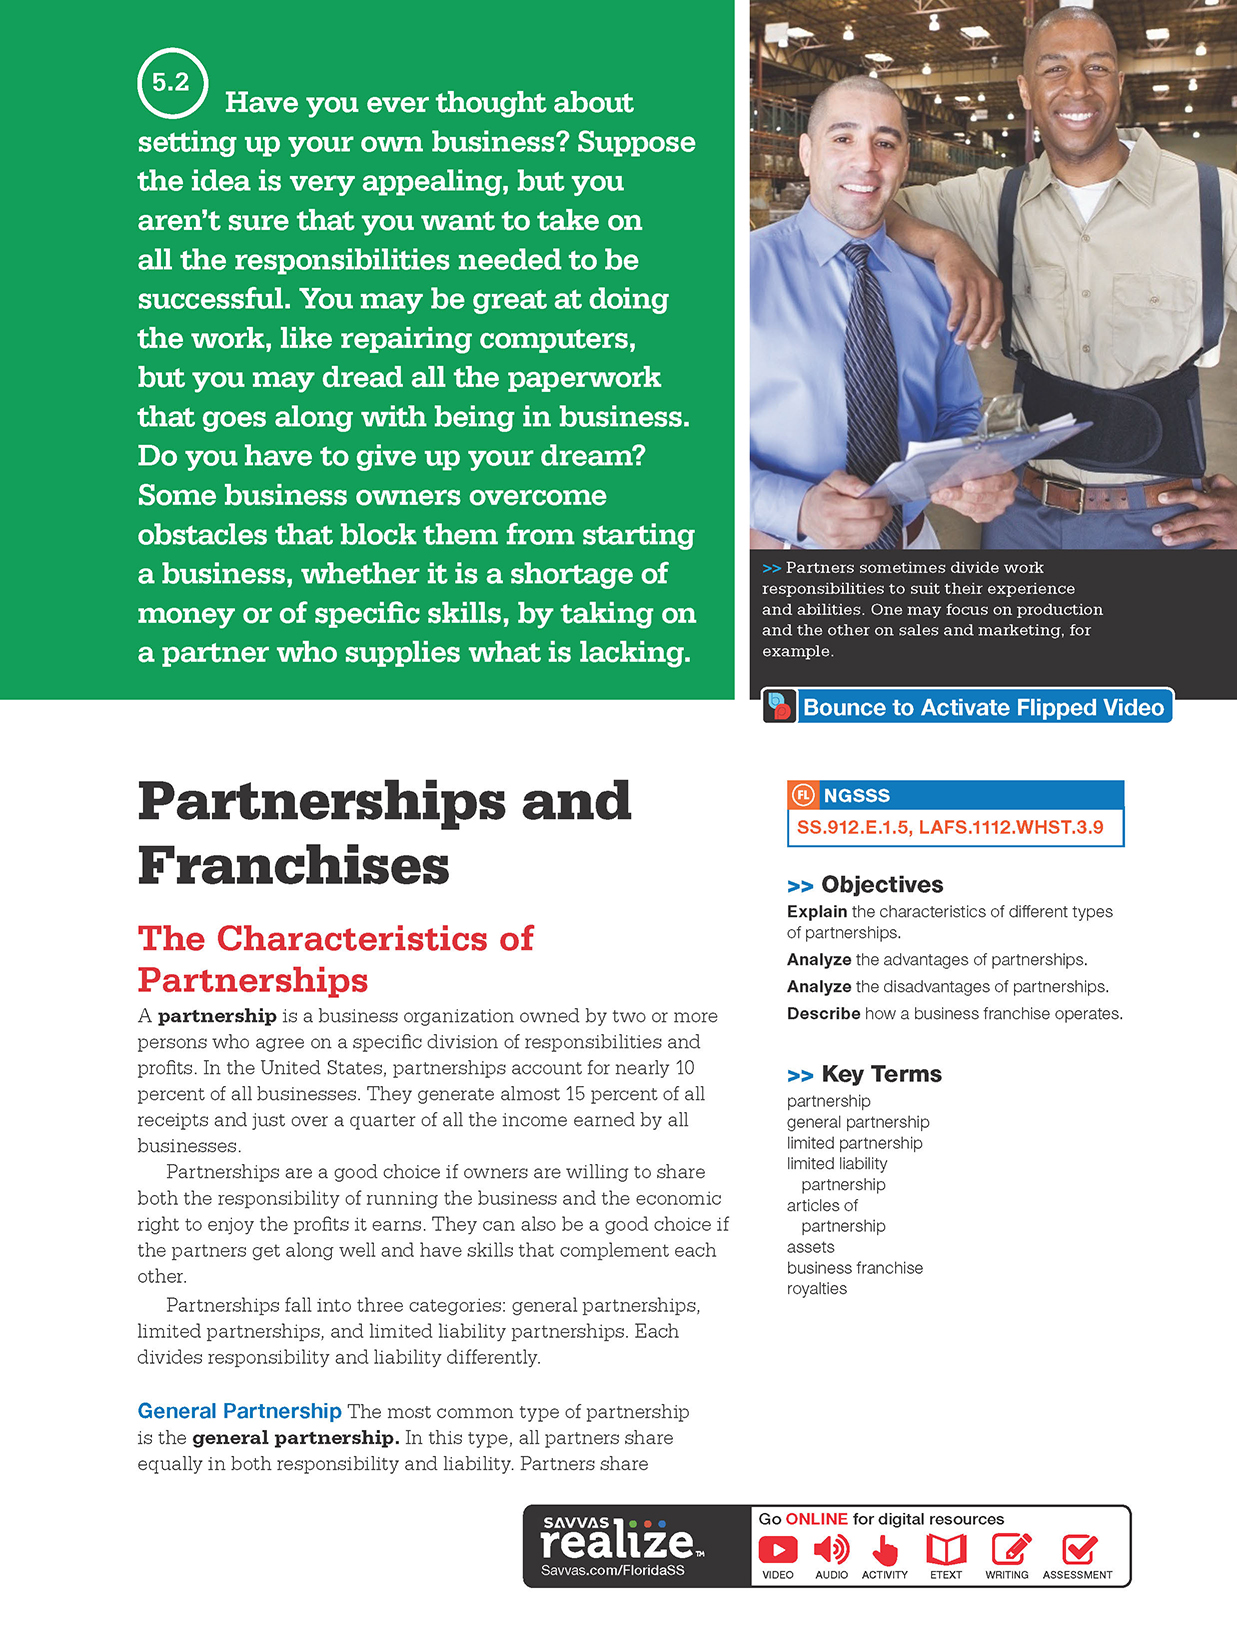 5.2
Have you ever thought about
setting up your own business? Suppose
the idea is very appealing, but you
aren’t sure that you want to take on
all the responsibilities needed to be
successful. You may be great at doing
the work, like repairing computers,
but you may dread all the paperwork
that goes along with being in business.
Do you have to give up your dream?
Some business owners overcome
obstacles that block them from starting
a business, whether it is a shortage of
money or of specific skills, by taking on
a partner who supplies what is lacking.
>> Partners sometimes divide work
responsibilities to suit their experience
and abilities. One may focus on production
and the other on sales and marketing, for
example.
Bounce to Activate Flipped Video
Partnerships and
Franchises
The Characteristics of
Partnerships
A partnership is a business organization owned by two or more
persons who agree on a specific division of responsibilities and
profits. In the United States, partnerships account for nearly 10
percent of all businesses. They generate almost 15 percent of all
receipts and just over a quarter of all the income earned by all
businesses.
Partnerships are a good choice if owners are willing to share
both the responsibility of running the business and the economic
right to enjoy the profits it earns. They can also be a good choice if
the partners get along well and have skills that complement each
other.
Partnerships fall into three categories: general partnerships,
limited partnerships, and limited liability partnerships. Each
divides responsibility and liability differently.
General Partnership The most common type of partnership
is the general partnership. In this type, all partners share
equally in both responsibility and liability. Partners share
FL NGSSS
SS.912.E.1.5, LAFS.1112.WHST.3.9
>> Objectives
Explain the characteristics of different types
of partnerships.
Analyze the advantages of partnerships.
Analyze the disadvantages of partnerships.
Describe how a business franchise operates.
>> Key Terms
partnership
general partnership
limited partnership
limited liability
partnership
articles of
partnership
assets
business franchise
royalties
SAVVAS
realize™
Savvas.com/FloridaSS
Go ONLINE for digital resources
VIDEO AUDIO ACTIVITY ETEXT WRITING ASSESSMENT